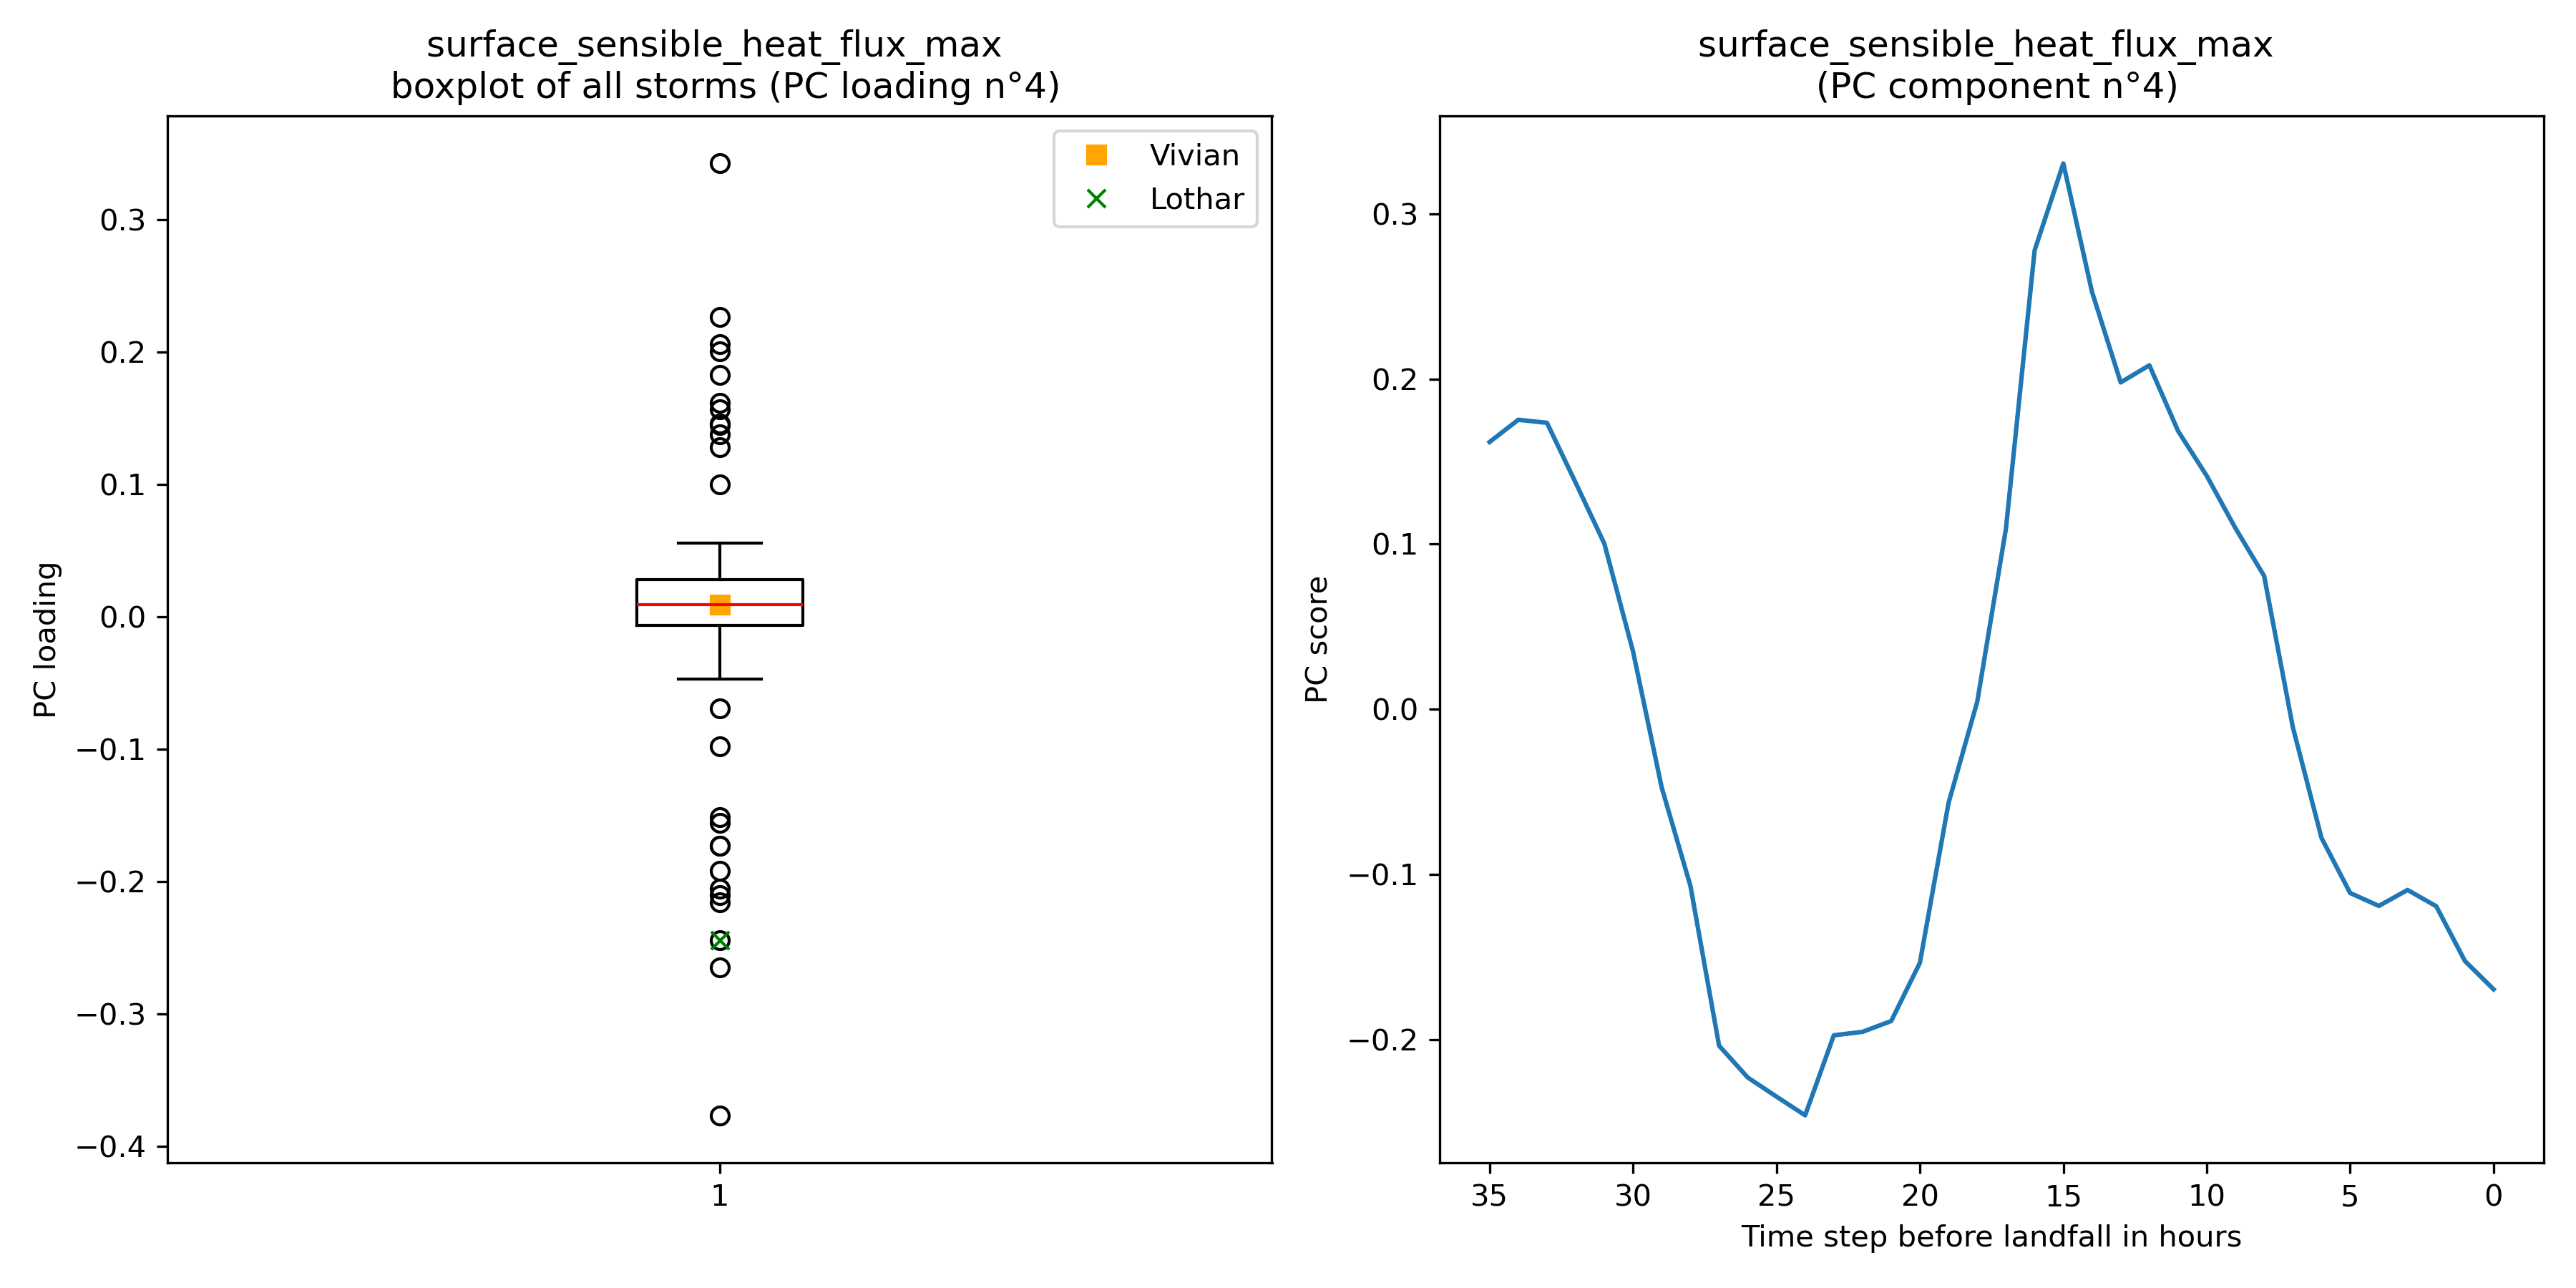 surface_sensible_heat_flux_max
boxplot of all storms (PC loading n°4)
Vivian
Lothar
PC loading
0.3
0.2
0.1
0.0
−0.1
−0.2
−0.3
−0.4
1
surface_sensible_heat_flux_max
(PC component n°4)
PC score
0.3
0.2
0.1
0.0
−0.1
−0.2
35 30 25 20 15 10 5 0
Time step before landfall in hours